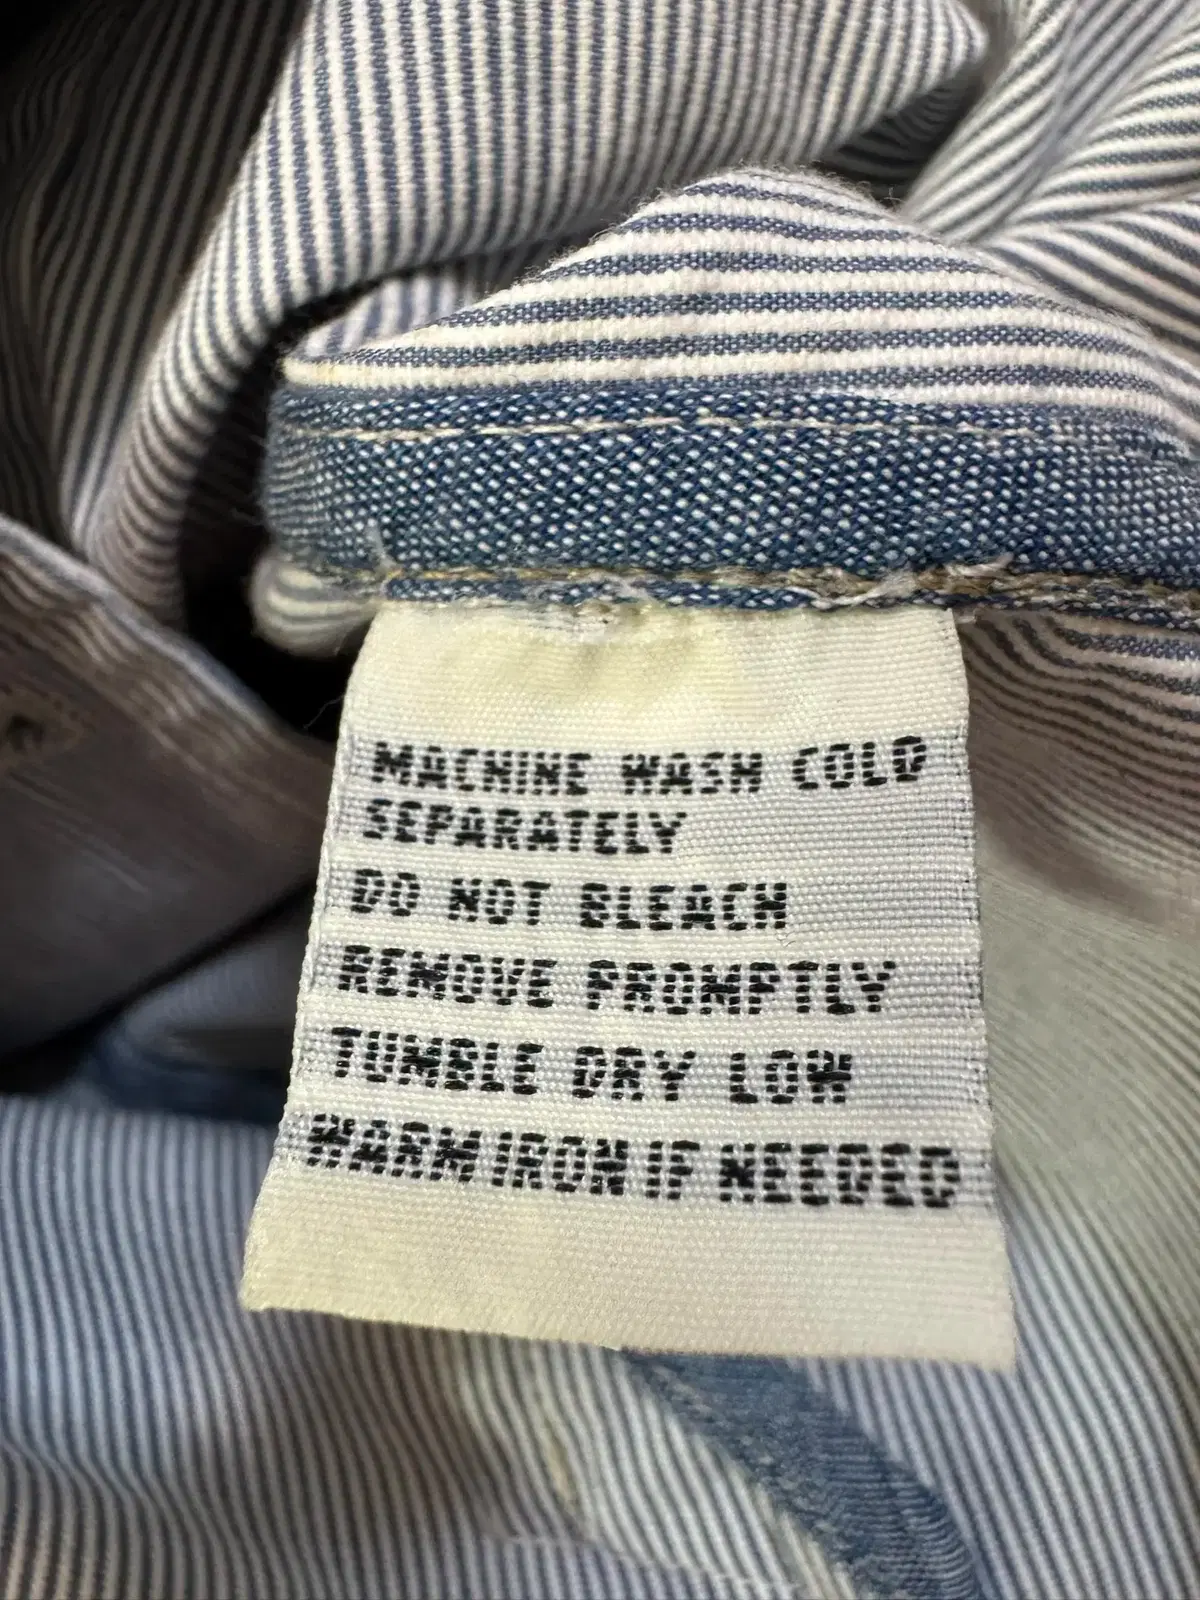 MACHINE WASH COLD
SEPARATELY
DO NOT BLEACH
REMOVE PROMPTLY
TUMBLE DRY LOW
WARM IRON IF NEEDED